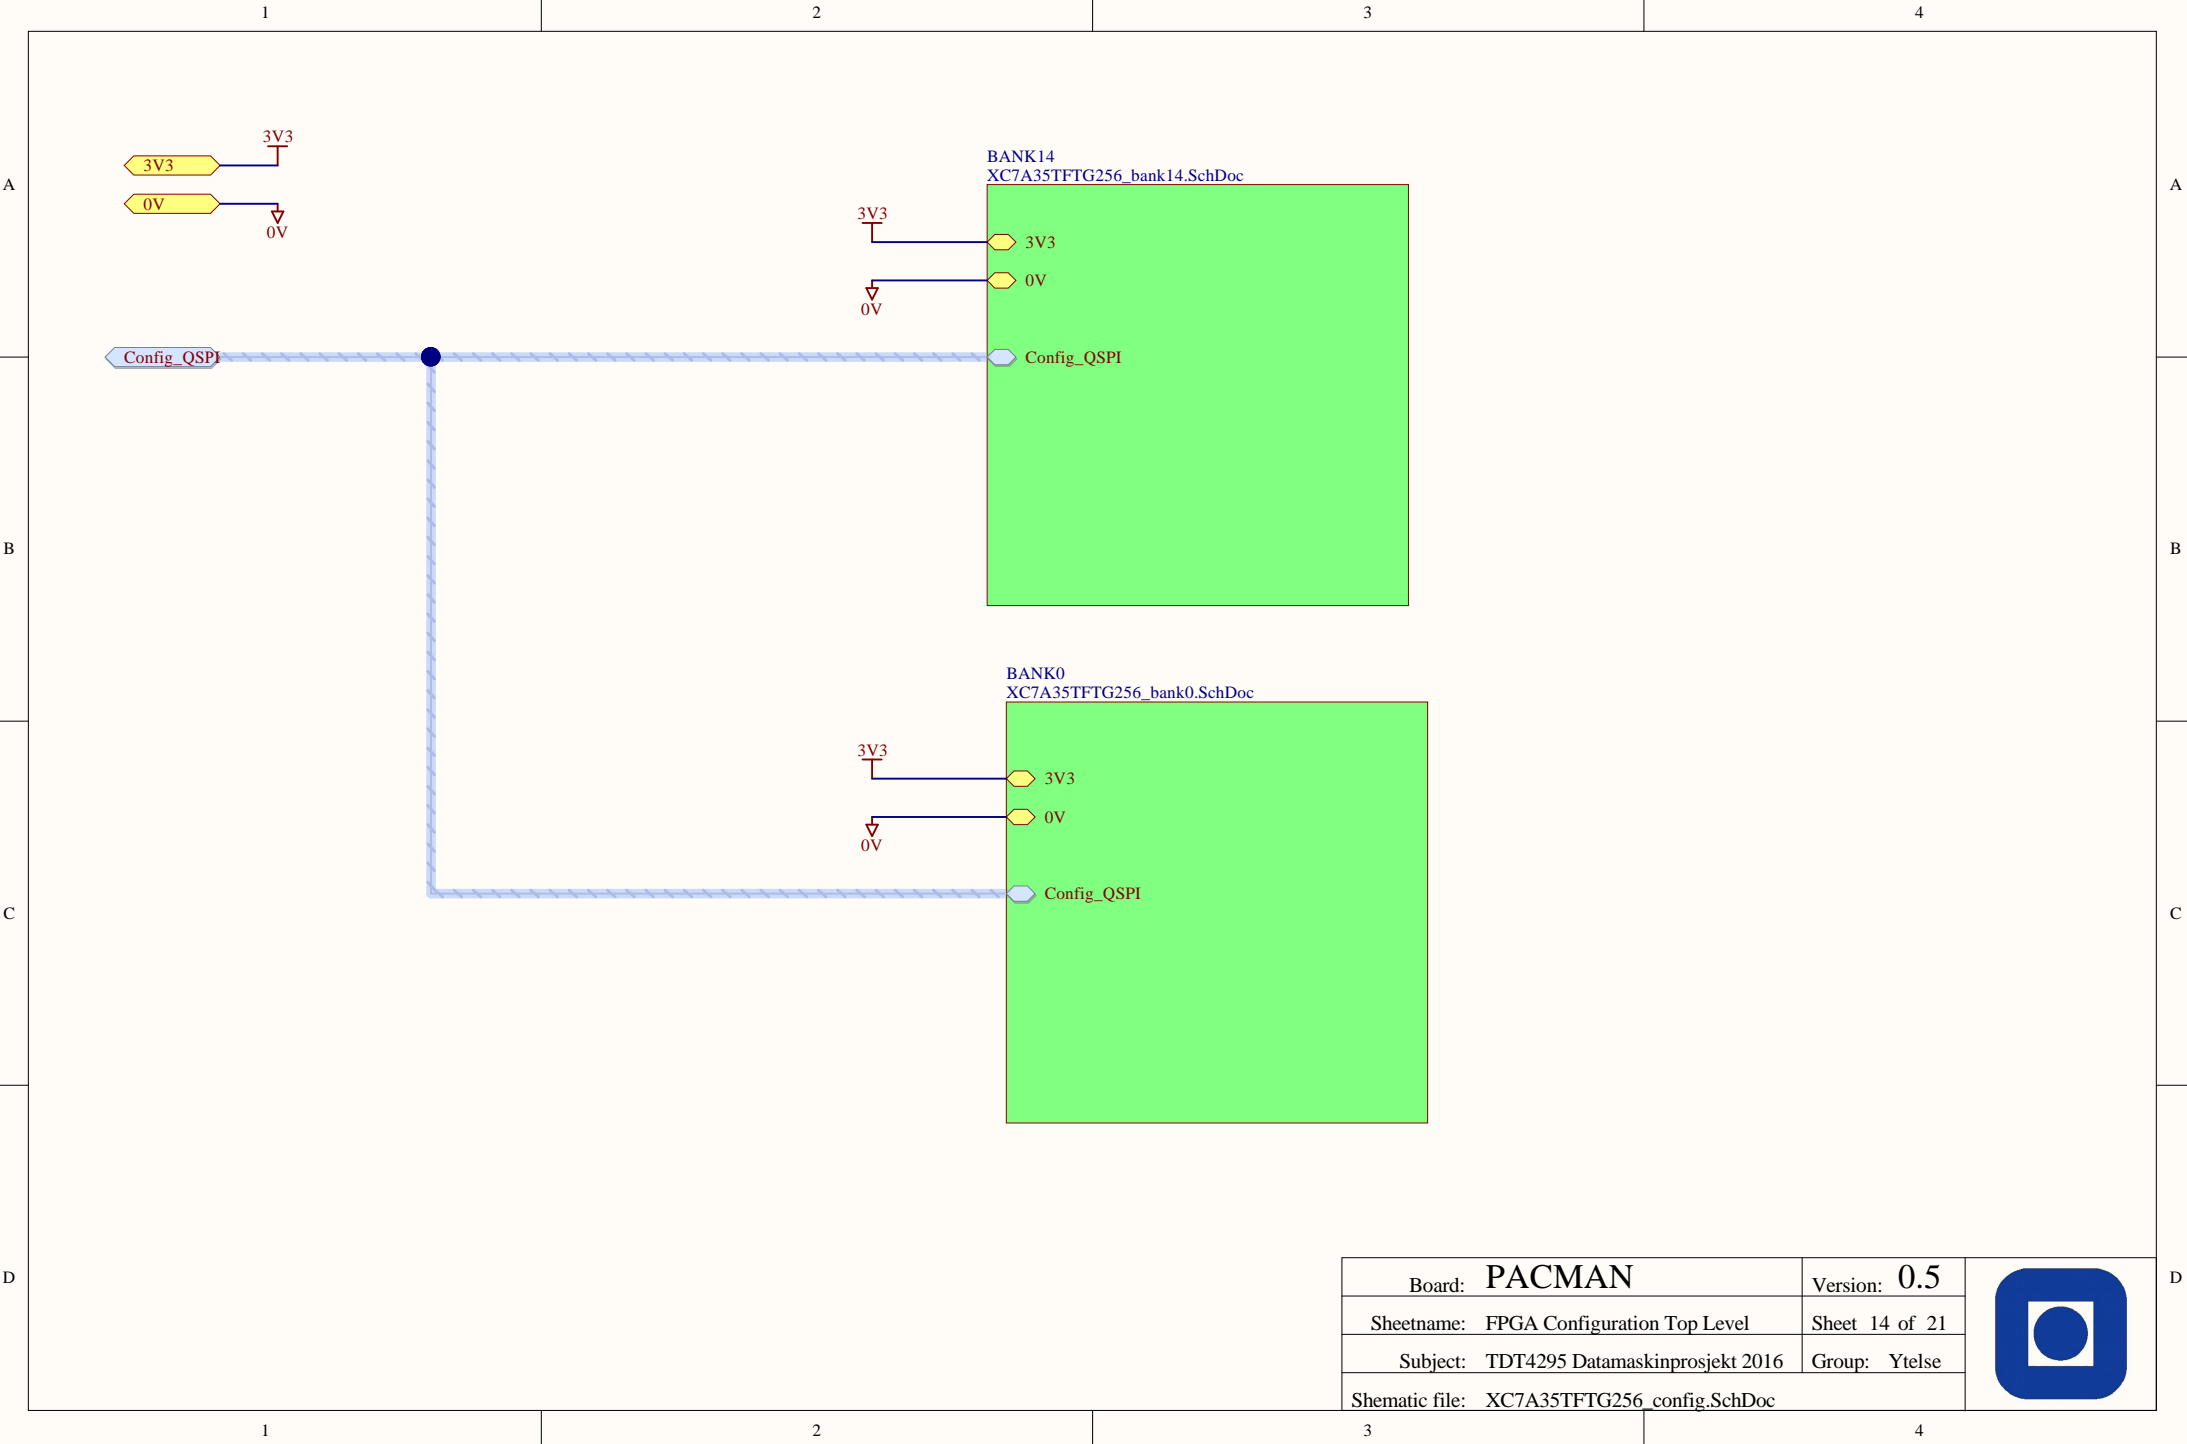 1 2 3 4
3V3
3V3
0V
0V
A A
BANK14
XC7A35TFTG256_bank14.SchDoc
3V3
3V3
0V
0V
Config_QSPI
Config_QSPI
B B
BANK0
XC7A35TFTG256_bank0.SchDoc
3V3
3V3
0V
0V
Config_QSPI
C C
D D
Board: PACMAN Version: 0.5
Sheetname: FPGA Configuration Top Level Sheet 14 of 21
Subject: TDT4295 Datamaskinprosjekt 2016 Group: Ytelse
Shematic file: XC7A35TFTG256_config.SchDoc
1 2 3 4